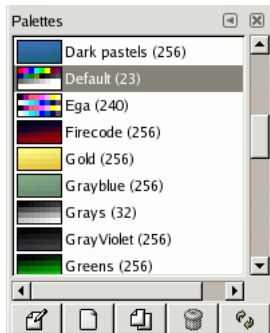 Palettes
Dark pastels (256)
Default (23)
Ega (240)
Firecode (256)
Gold (256)
Grayblue (256)
Grays (32)
GrayViolet (256)
Greens (256)